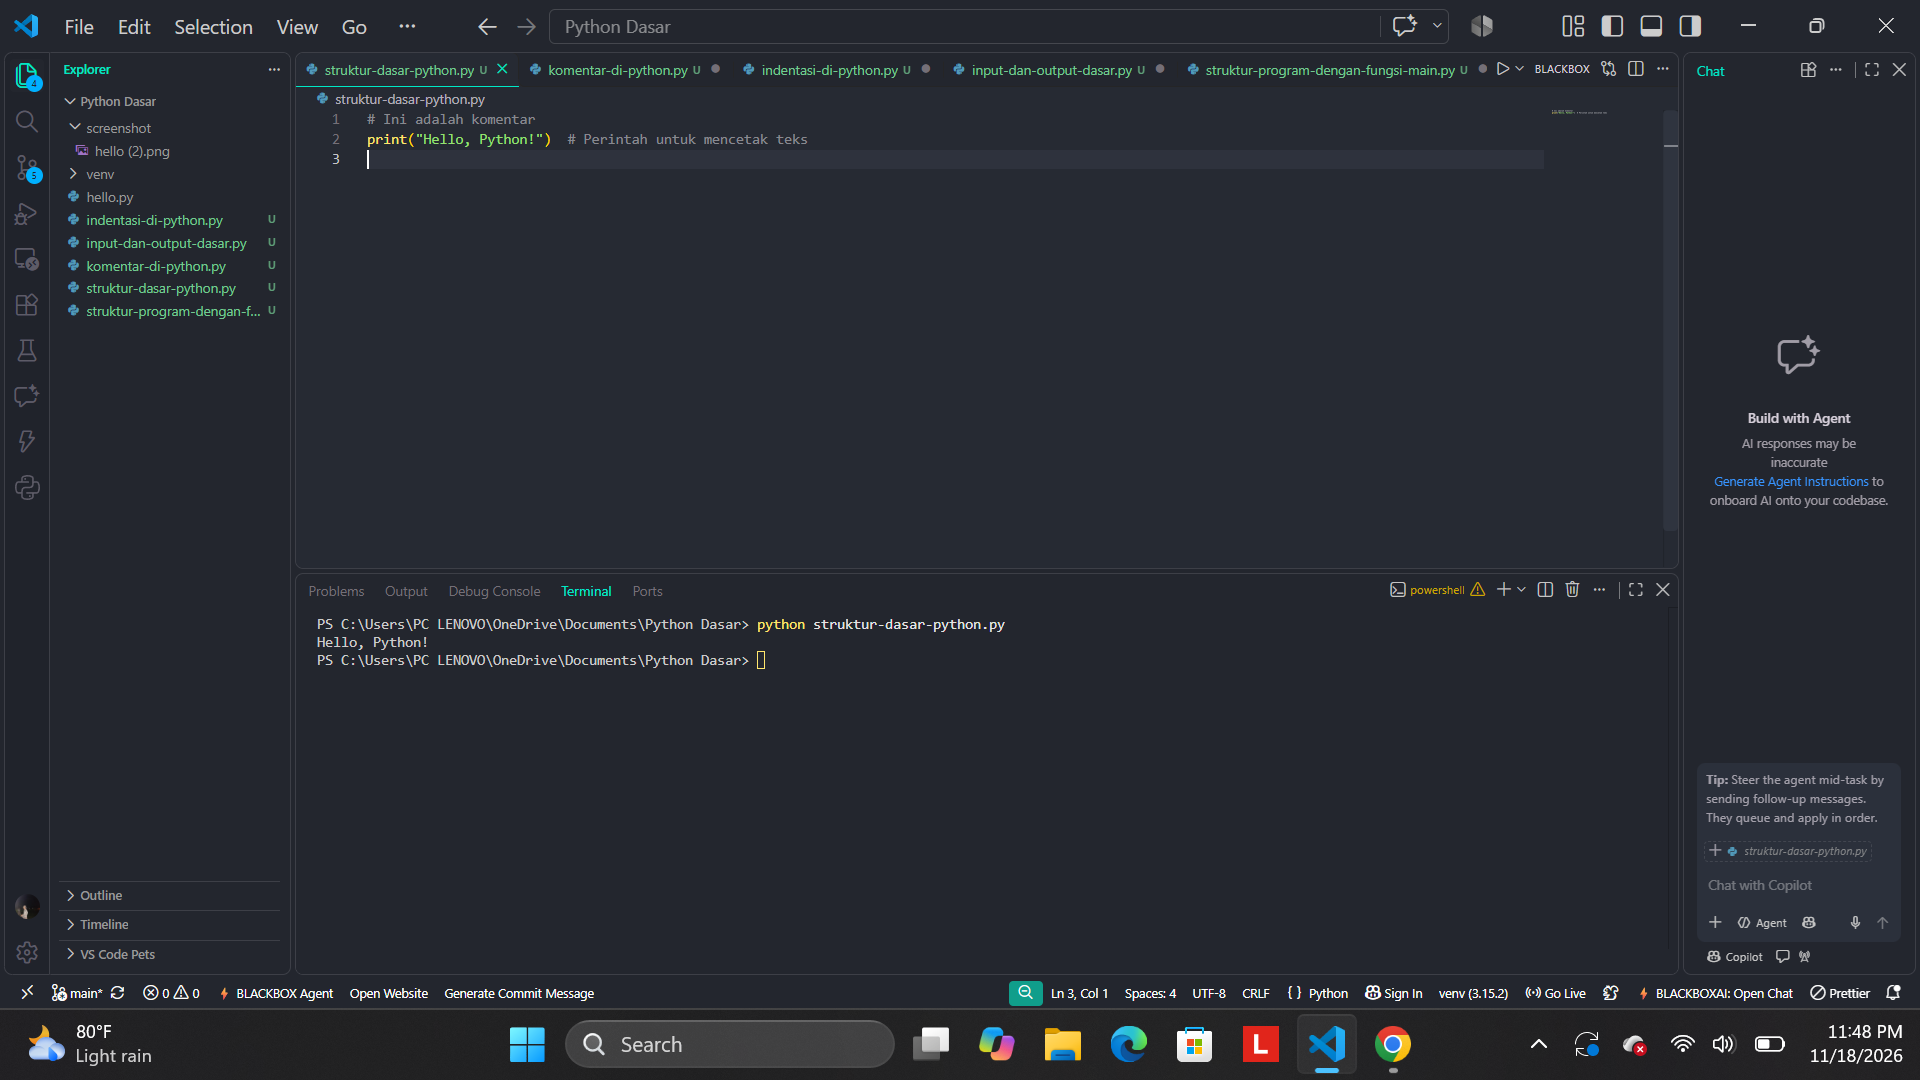 File Edit Selection View Go ··· Python Dasar
Explorer ···
Python Dasar
screenshot
hello (2).png
venv
hello.py
indentasi-di-python.py U
input-dan-output-dasar.py U
komentar-di-python.py U
struktur-dasar-python.py U
struktur-program-dengan-f... U
Outline
Timeline
VS Code Pets
4
5
struktur-dasar-python.py U komentar-di-python.py U indentasi-di-python.py U input-dan-output-dasar.py U struktur-program-dengan-fungsi-main.py U BLACKBOX ···
struktur-dasar-python.py
1 # Ini adalah komentar
2 print("Hello, Python!")  # Perintah untuk mencetak teks
3
Problems Output Debug Console Terminal Ports powershell ···
PS C:\Users\PC LENOVO\OneDrive\Documents\Python Dasar> python struktur-dasar-python.py
Hello, Python!
PS C:\Users\PC LENOVO\OneDrive\Documents\Python Dasar>
Chat ···
Build with Agent
AI responses may be
inaccurate
Generate Agent Instructions to
onboard AI onto your codebase.
Tip: Steer the agent mid-task by
sending follow-up messages.
They queue and apply in order.
struktur-dasar-python.py
Chat with Copilot
Agent
Copilot
main* 0 0 BLACKBOX Agent Open Website Generate Commit Message Ln 3, Col 1 Spaces: 4 UTF-8 CRLF { } Python Sign In venv (3.15.2) Go Live BLACKBOXAI: Open Chat Prettier
80°F
Light rain
Search
L
11:48 PM
11/18/2026